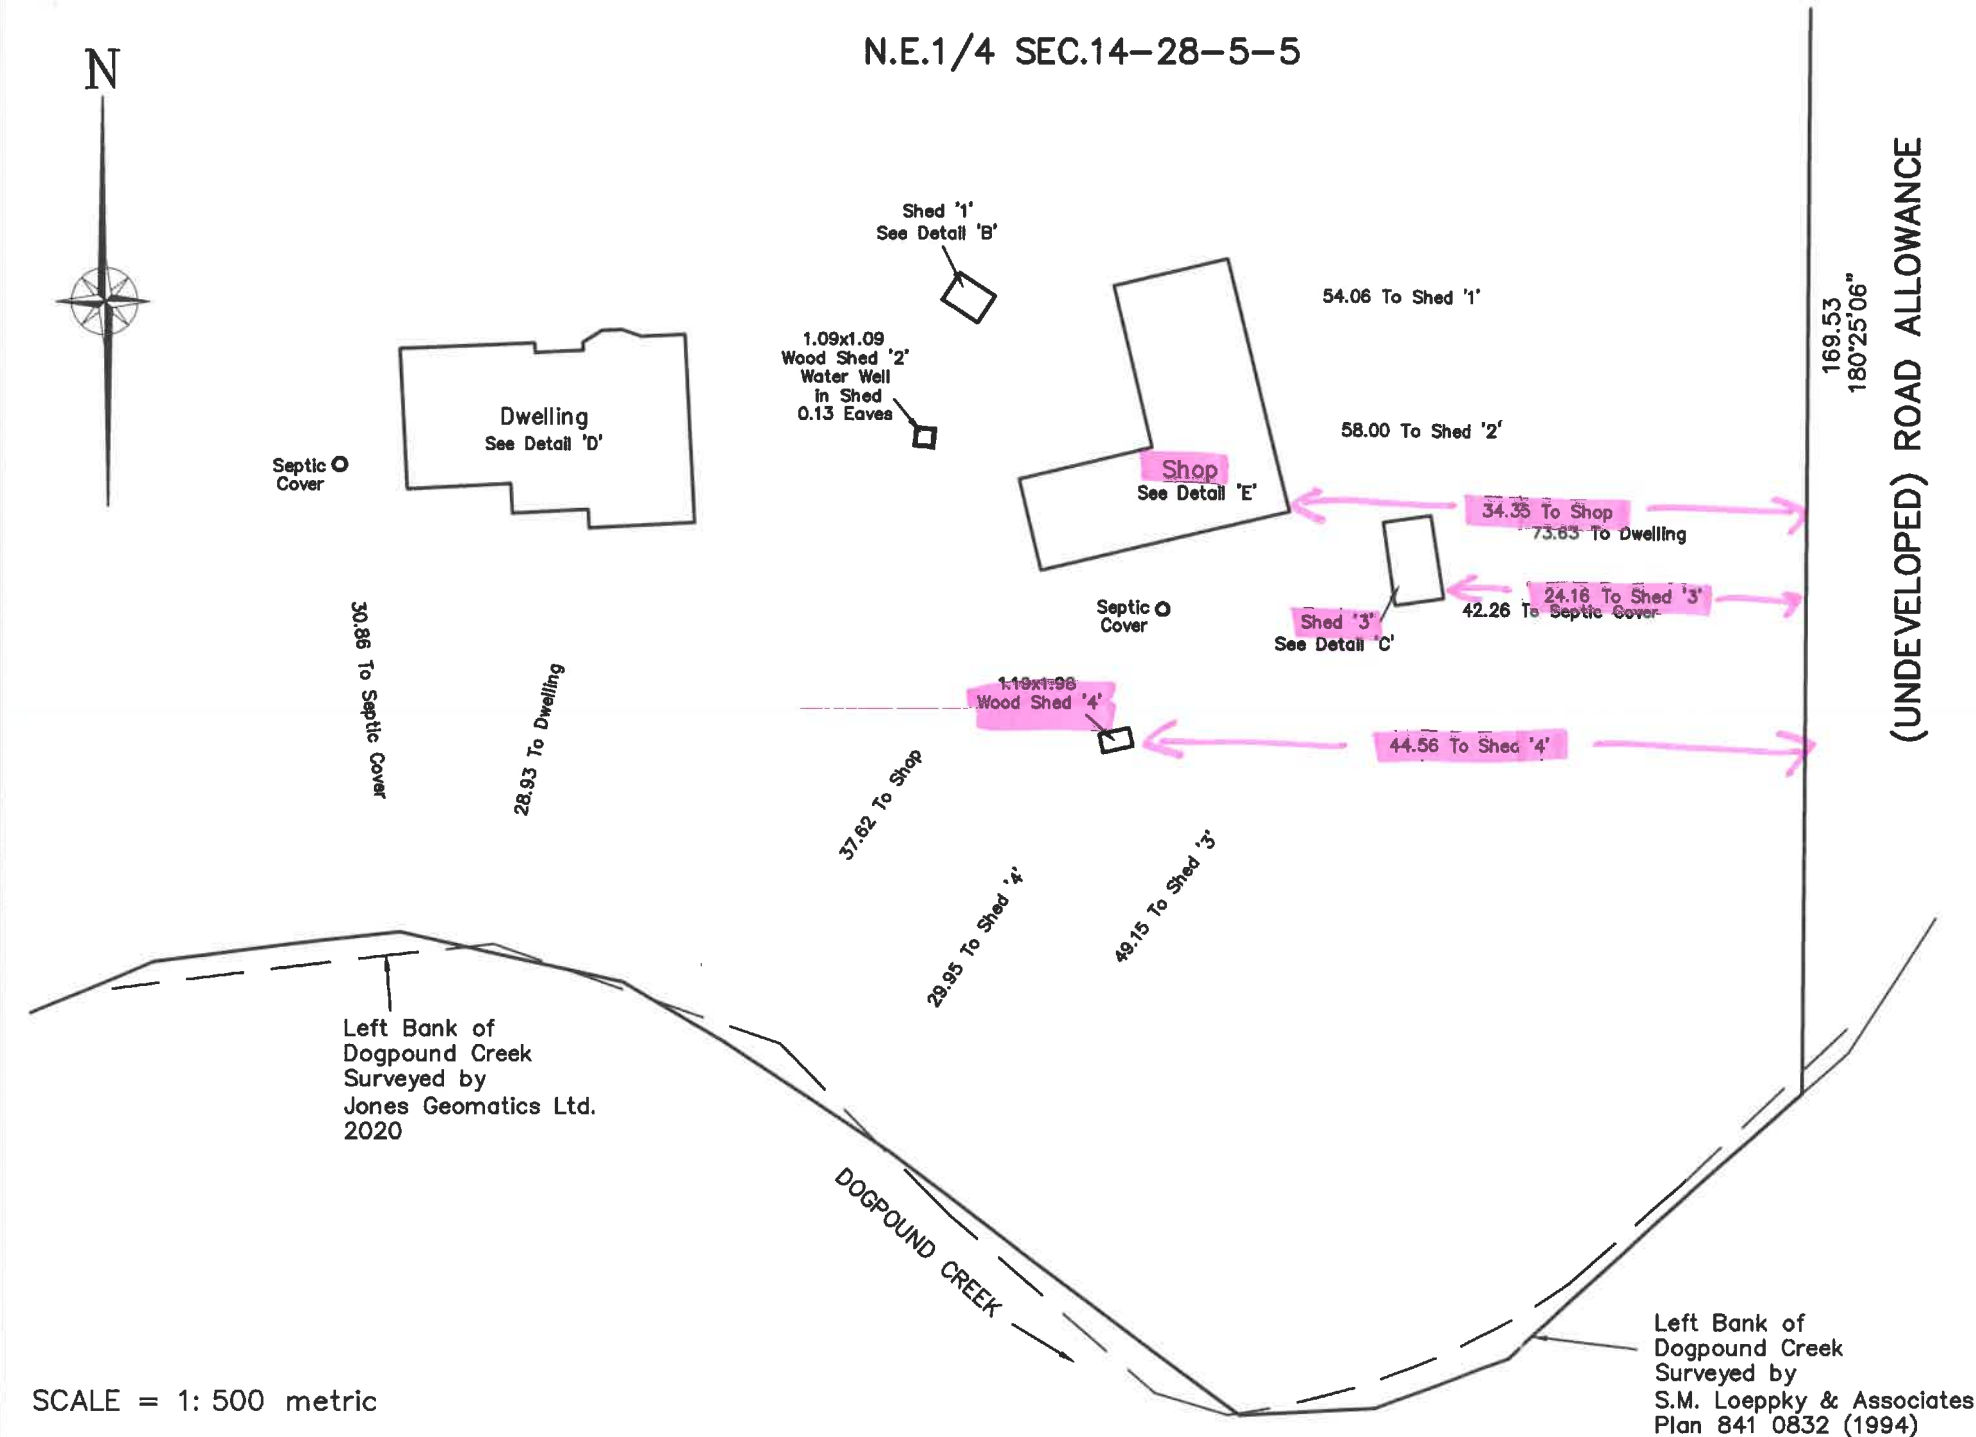 N.E.1/4 SEC.14-28-5-5
N
Shed '1'
See Detail 'B'
54.06 To Shed '1'
169.53
180°25'06"
(UNDEVELOPED) ROAD ALLOWANCE
1.09x1.09
Wood Shed '2'
Water Well
in Shed
0.13 Eaves
Dwelling
See Detail 'D'
58.00 To Shed '2'
Septic
Cover
Shop
See Detail 'E'
34.35 To Shop
73.63 To Dwelling
24.16 To Shed '3'
42.26 To Septic Cover
Septic
Cover
Shed '3'
See Detail 'C'
30.86 To Septic Cover
28.93 To Dwelling
Wood Shed '4'
44.56 To Shed '4'
37.62 To Shop
29.95 To Shed '4'
49.15 To Shed '3'
Left Bank of
Dogpound Creek
Surveyed by
Jones Geomatics Ltd.
2020
DOGPOUND CREEK
Left Bank of
Dogpound Creek
Surveyed by
S.M. Loeppky & Associates
Plan 841 0832 (1994)
SCALE = 1: 500 metric